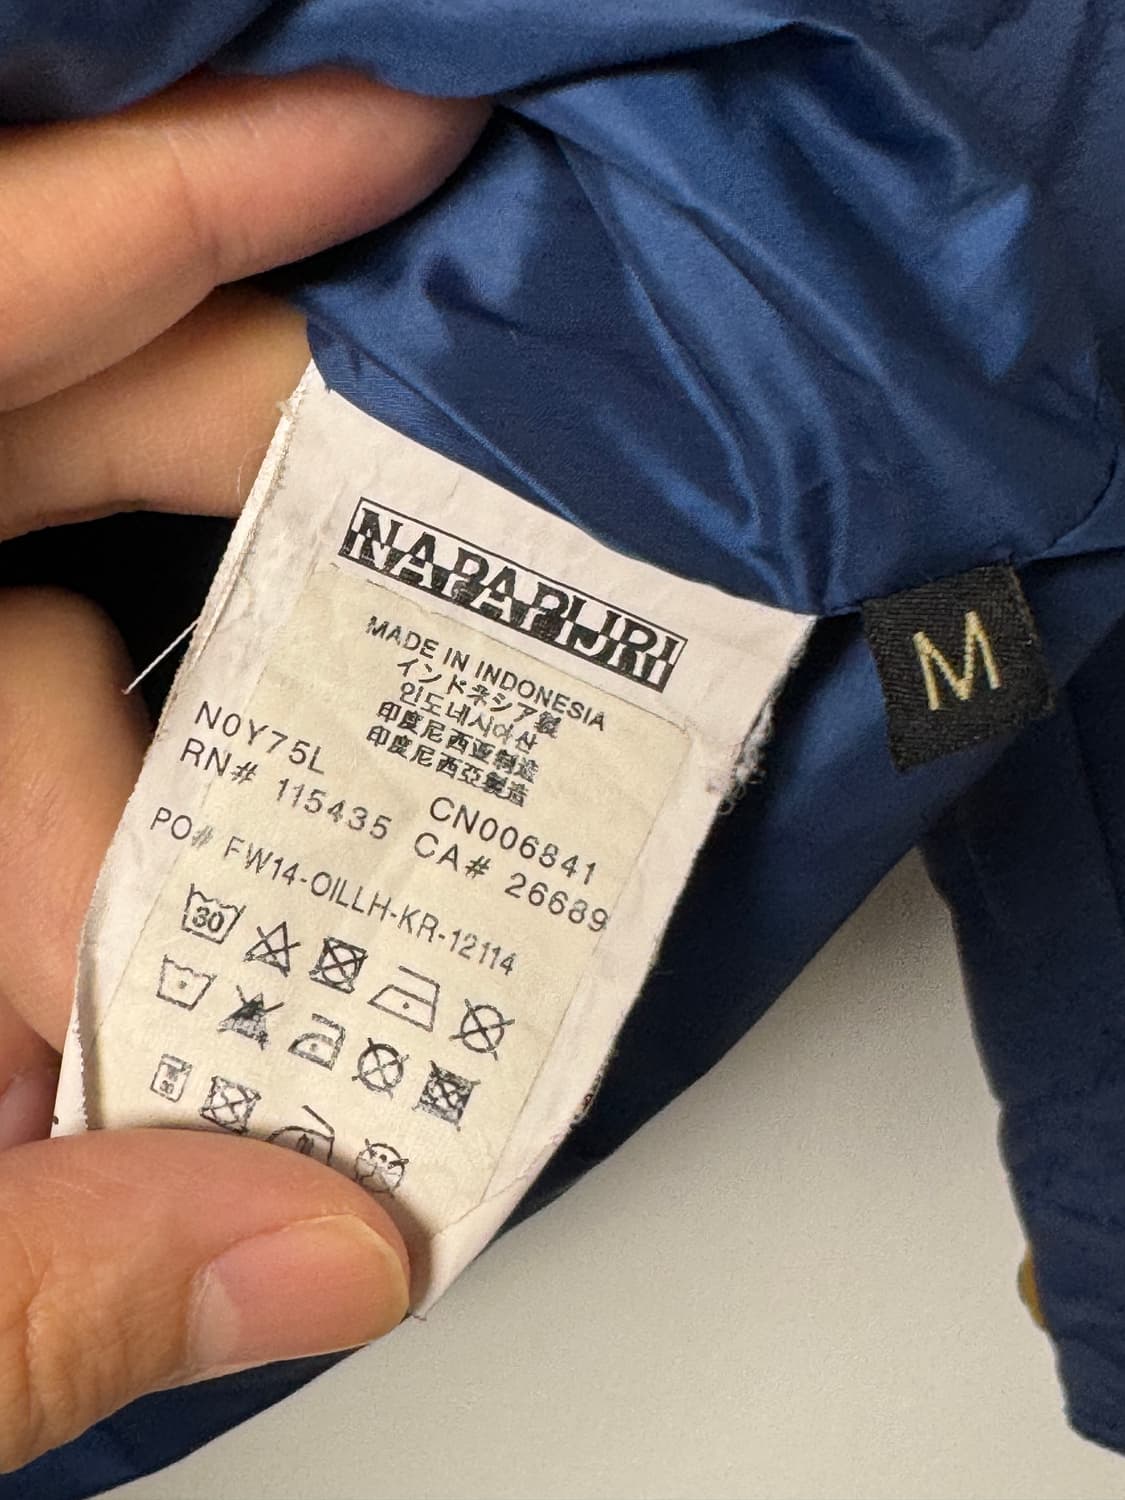 NAPAPIJRI
MADE IN INDONESIA
インドネシア製
인도네시아산
印度尼西亚制造
印度尼西亞製造
N0Y75L CN006841
RN# 115435 CA# 26689
PO# FW14-OILLH-KR-12114
30
M